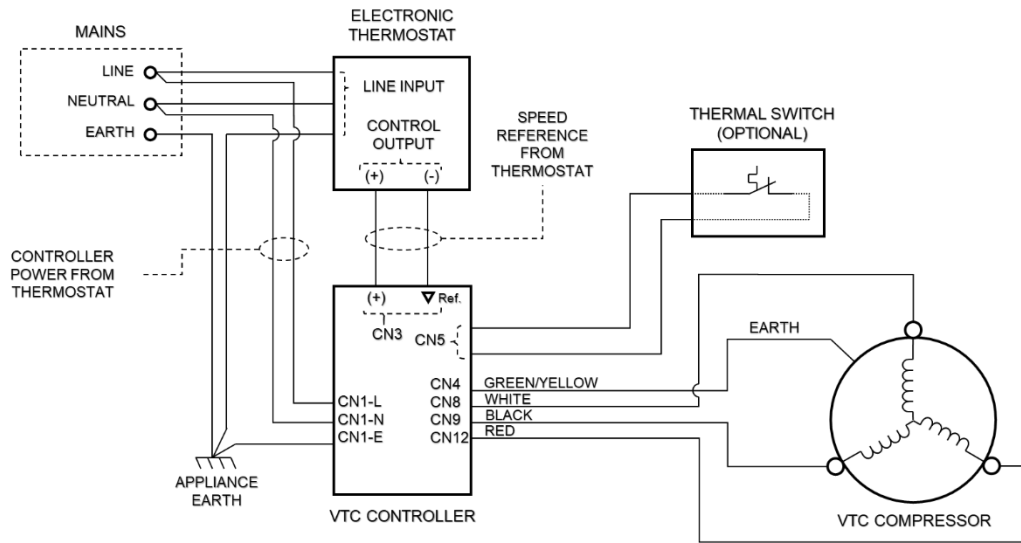 MAINS
LINE
NEUTRAL
EARTH
ELECTRONIC
THERMOSTAT
LINE INPUT
CONTROL
OUTPUT
(+) (-)
SPEED
REFERENCE
FROM
THERMOSTAT
THERMAL SWITCH
(OPTIONAL)
CONTROLLER
POWER FROM
THERMOSTAT
(+) Ref.
CN3
CN5
CN1-L
CN1-N
CN1-E
CN4
CN8
CN9
CN12
GREEN/YELLOW
WHITE
BLACK
RED
EARTH
APPLIANCE
EARTH
VTC CONTROLLER
VTC COMPRESSOR